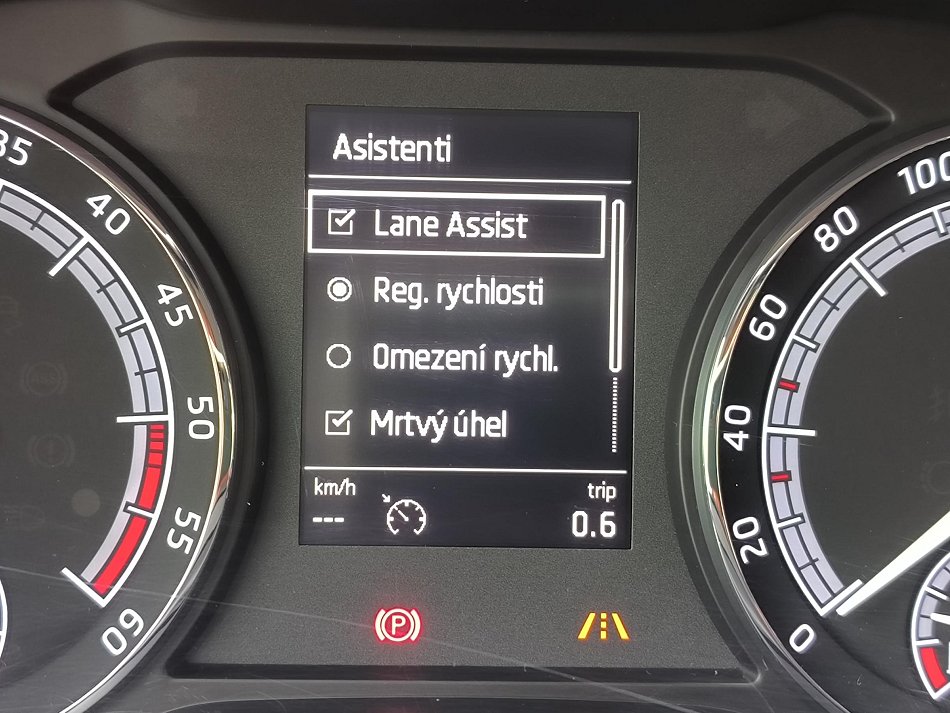 Asistenti
Lane Assist
Reg. rychlosti
Omezení rychl.
Mrtvý úhel
km/h
trip
---
0.6
35
40
45
50
55
60
100
80
60
40
20
0
P